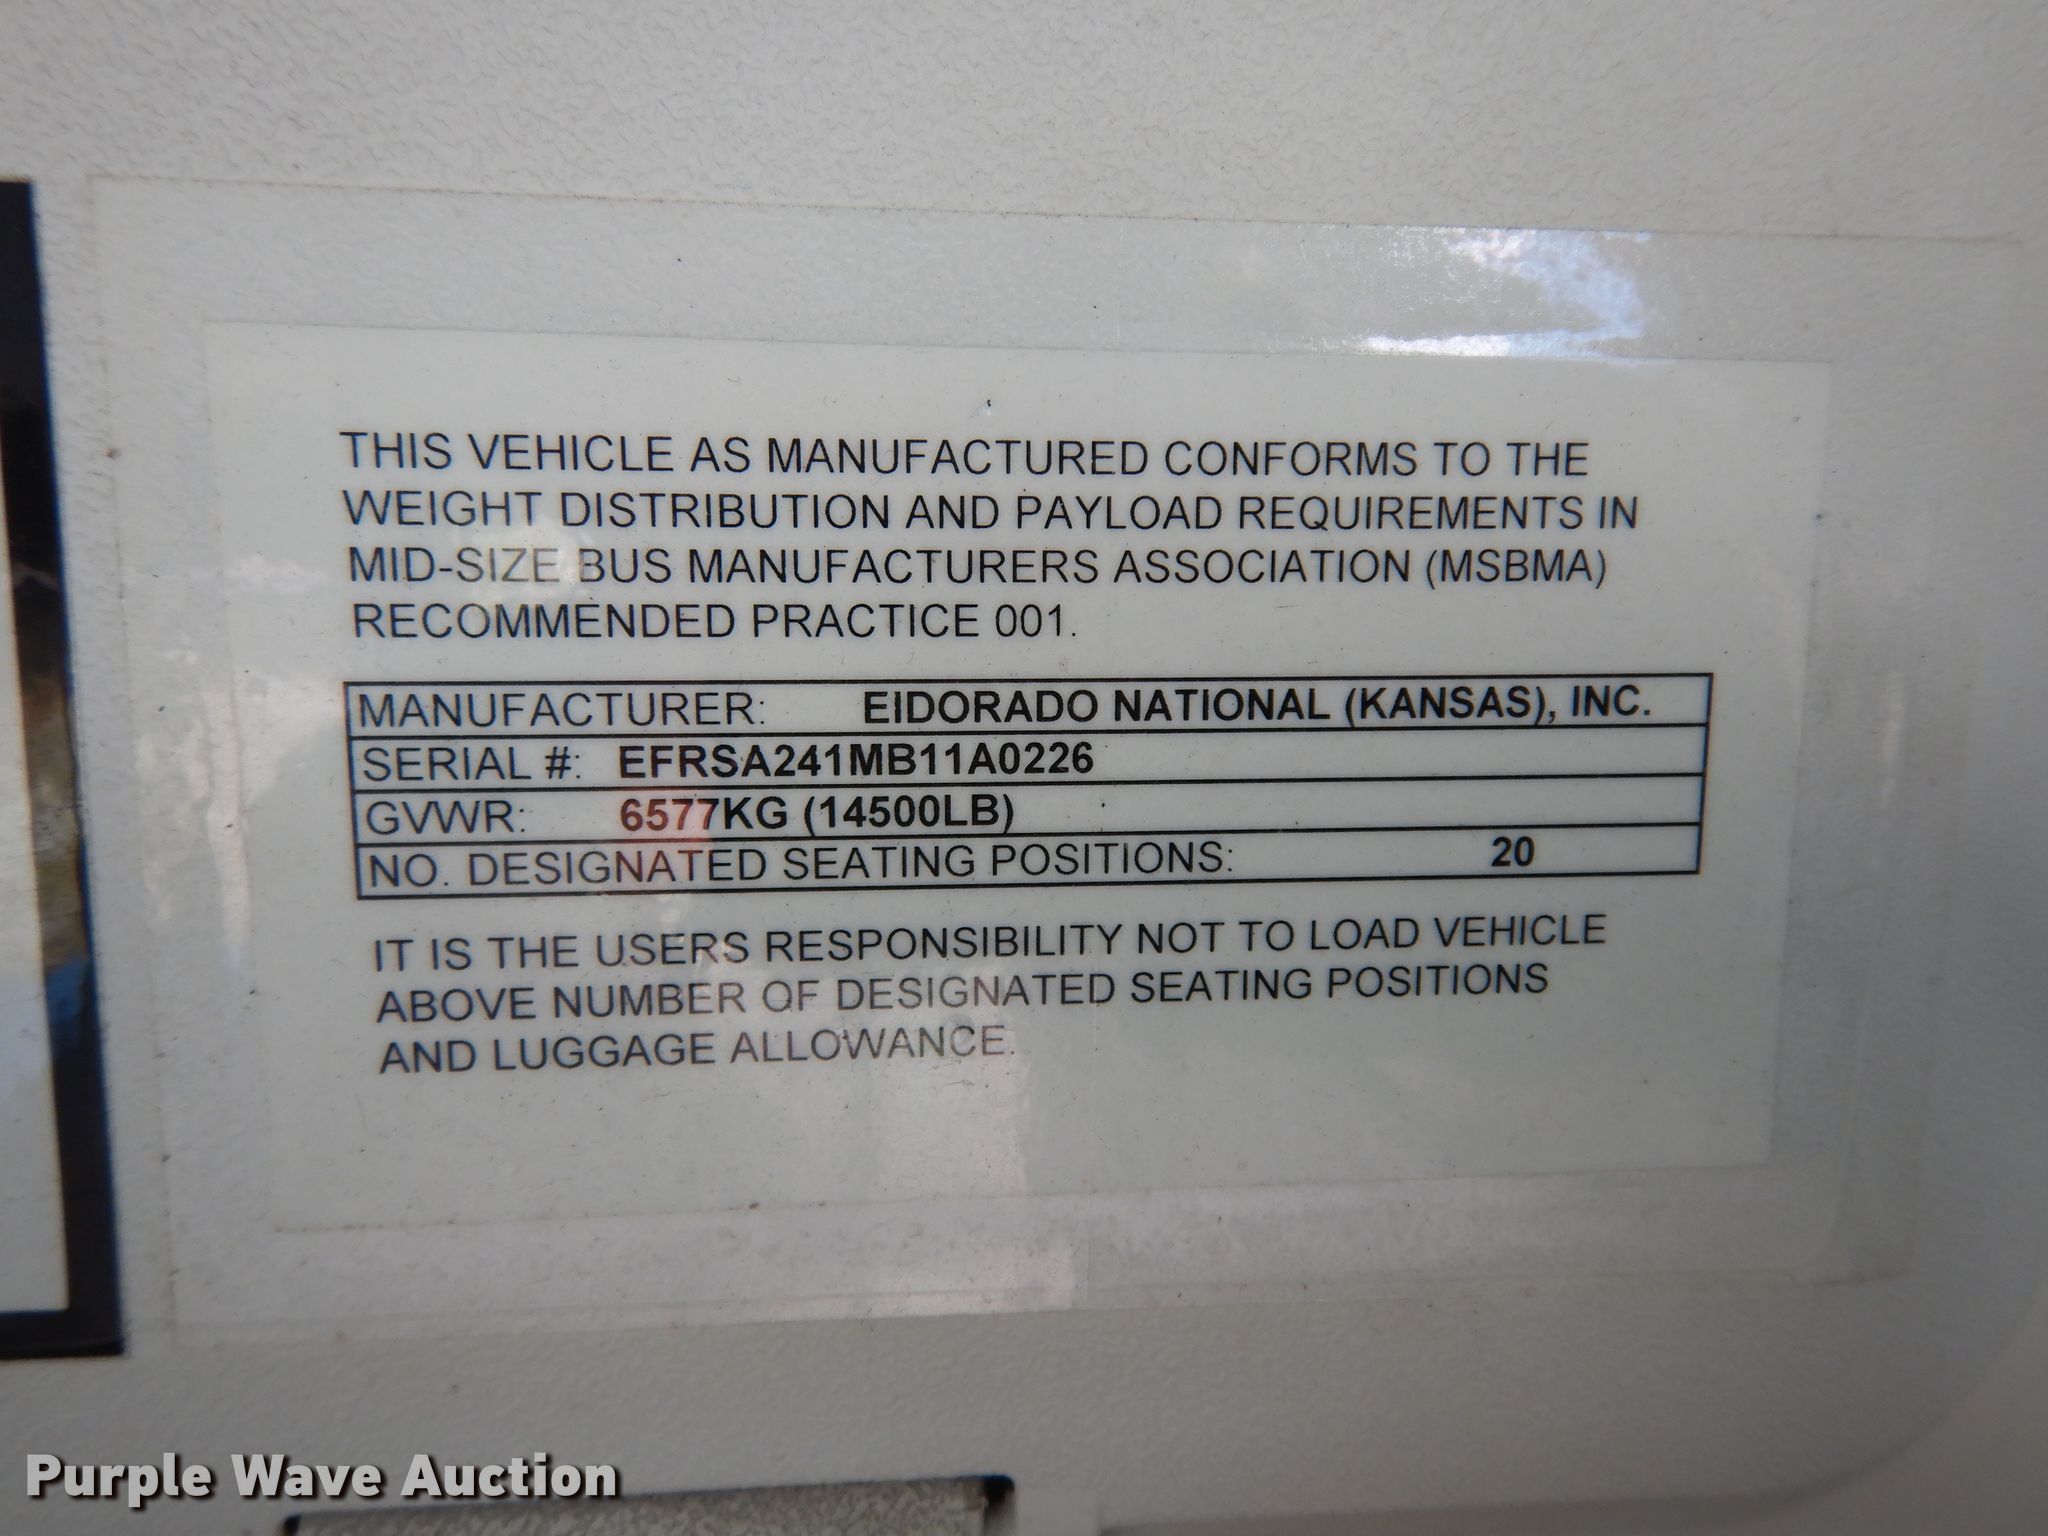 THIS VEHICLE AS MANUFACTURED CONFORMS TO THE
WEIGHT DISTRIBUTION AND PAYLOAD REQUIREMENTS IN
MID-SIZE BUS MANUFACTURERS ASSOCIATION (MSBMA)
RECOMMENDED PRACTICE 001.
MANUFACTURER: EIDORADO NATIONAL (KANSAS), INC.
SERIAL #: EFRSA241MB11A0226
GVWR: 6577KG (14500LB)
NO. DESIGNATED SEATING POSITIONS: 20
IT IS THE USERS RESPONSIBILITY NOT TO LOAD VEHICLE
ABOVE NUMBER OF DESIGNATED SEATING POSITIONS
AND LUGGAGE ALLOWANCE.
Purple Wave Auction